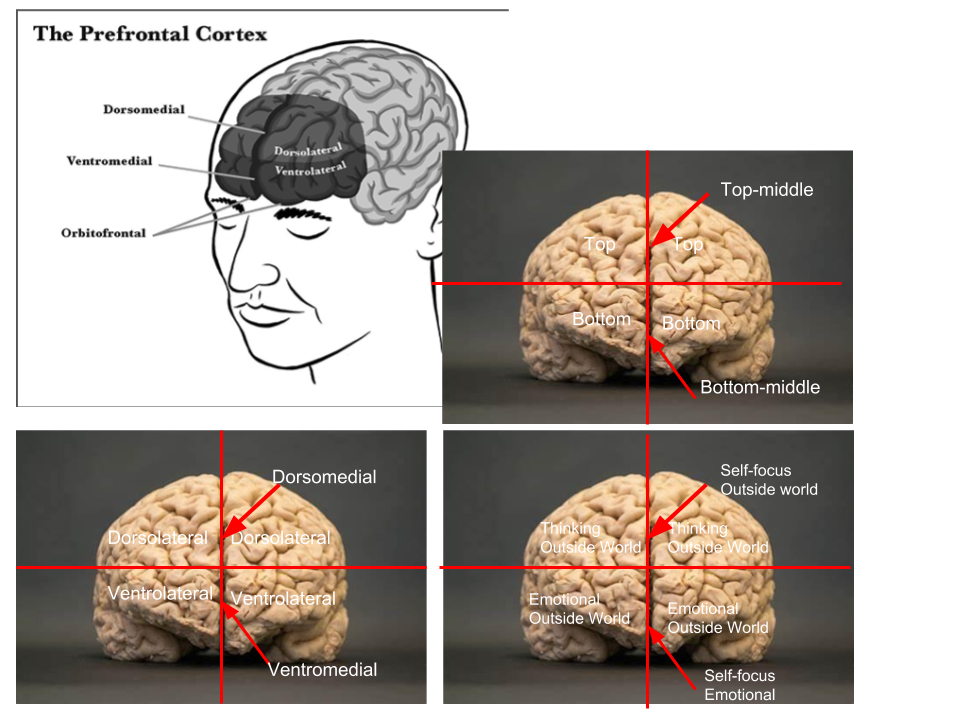 The Prefrontal Cortex
Dorsomedial
Ventromedial
Dorsolateral
Ventrolateral
Orbitofrontal
Top-middle
Top
Top
Bottom
Bottom
Bottom-middle
Dorsomedial
Dorsolateral
Dorsolateral
Ventrolateral
Ventrolateral
Ventromedial
Self-focus
Outside world
Thinking
Outside World
Thinking
Outside World
Emotional
Outside World
Emotional
Outside World
Self-focus
Emotional